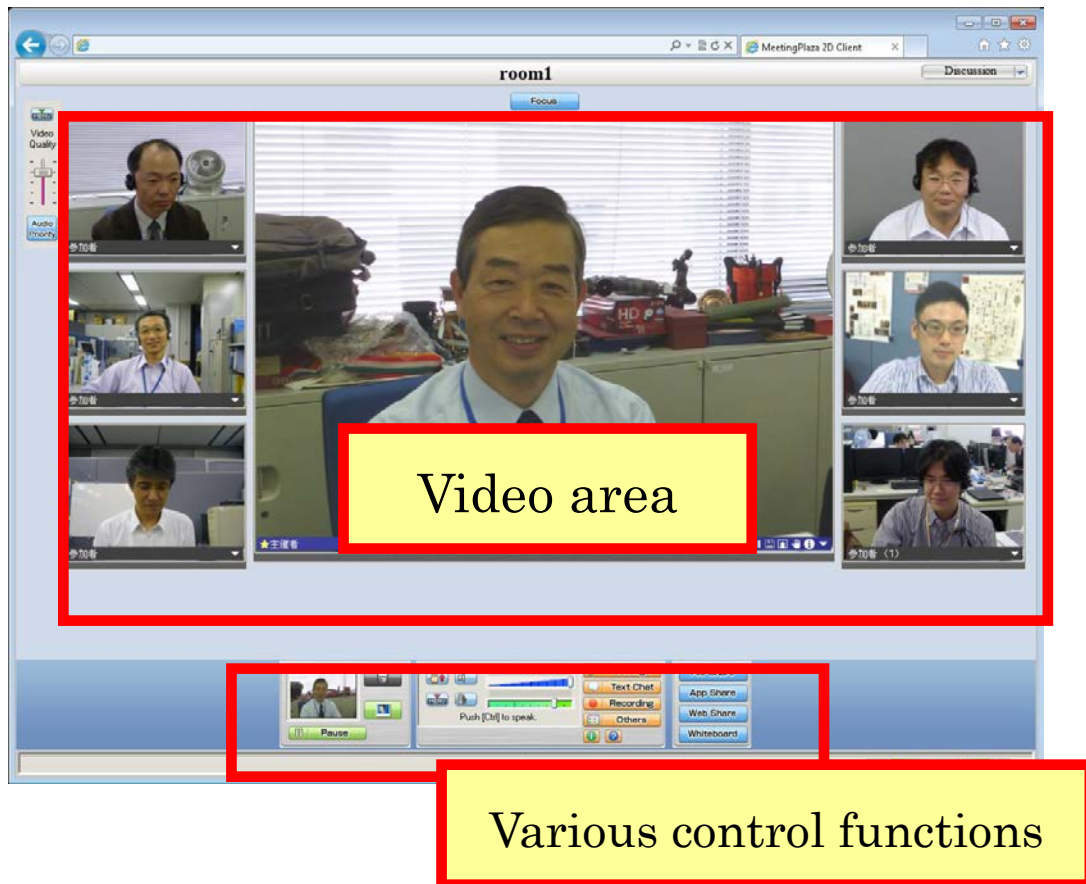 MeetingPlaza 2D Client
room1
Discussion
Focus
Video
Quality
Audio
Priority
参加者
参加者
参加者
★主催者
参加者
参加者
参加者 (1)
Video area
Text Chat
Recording
Others
Push [Ctrl] to speak.
Pause
App Share
Web Share
Whiteboard
Various control functions